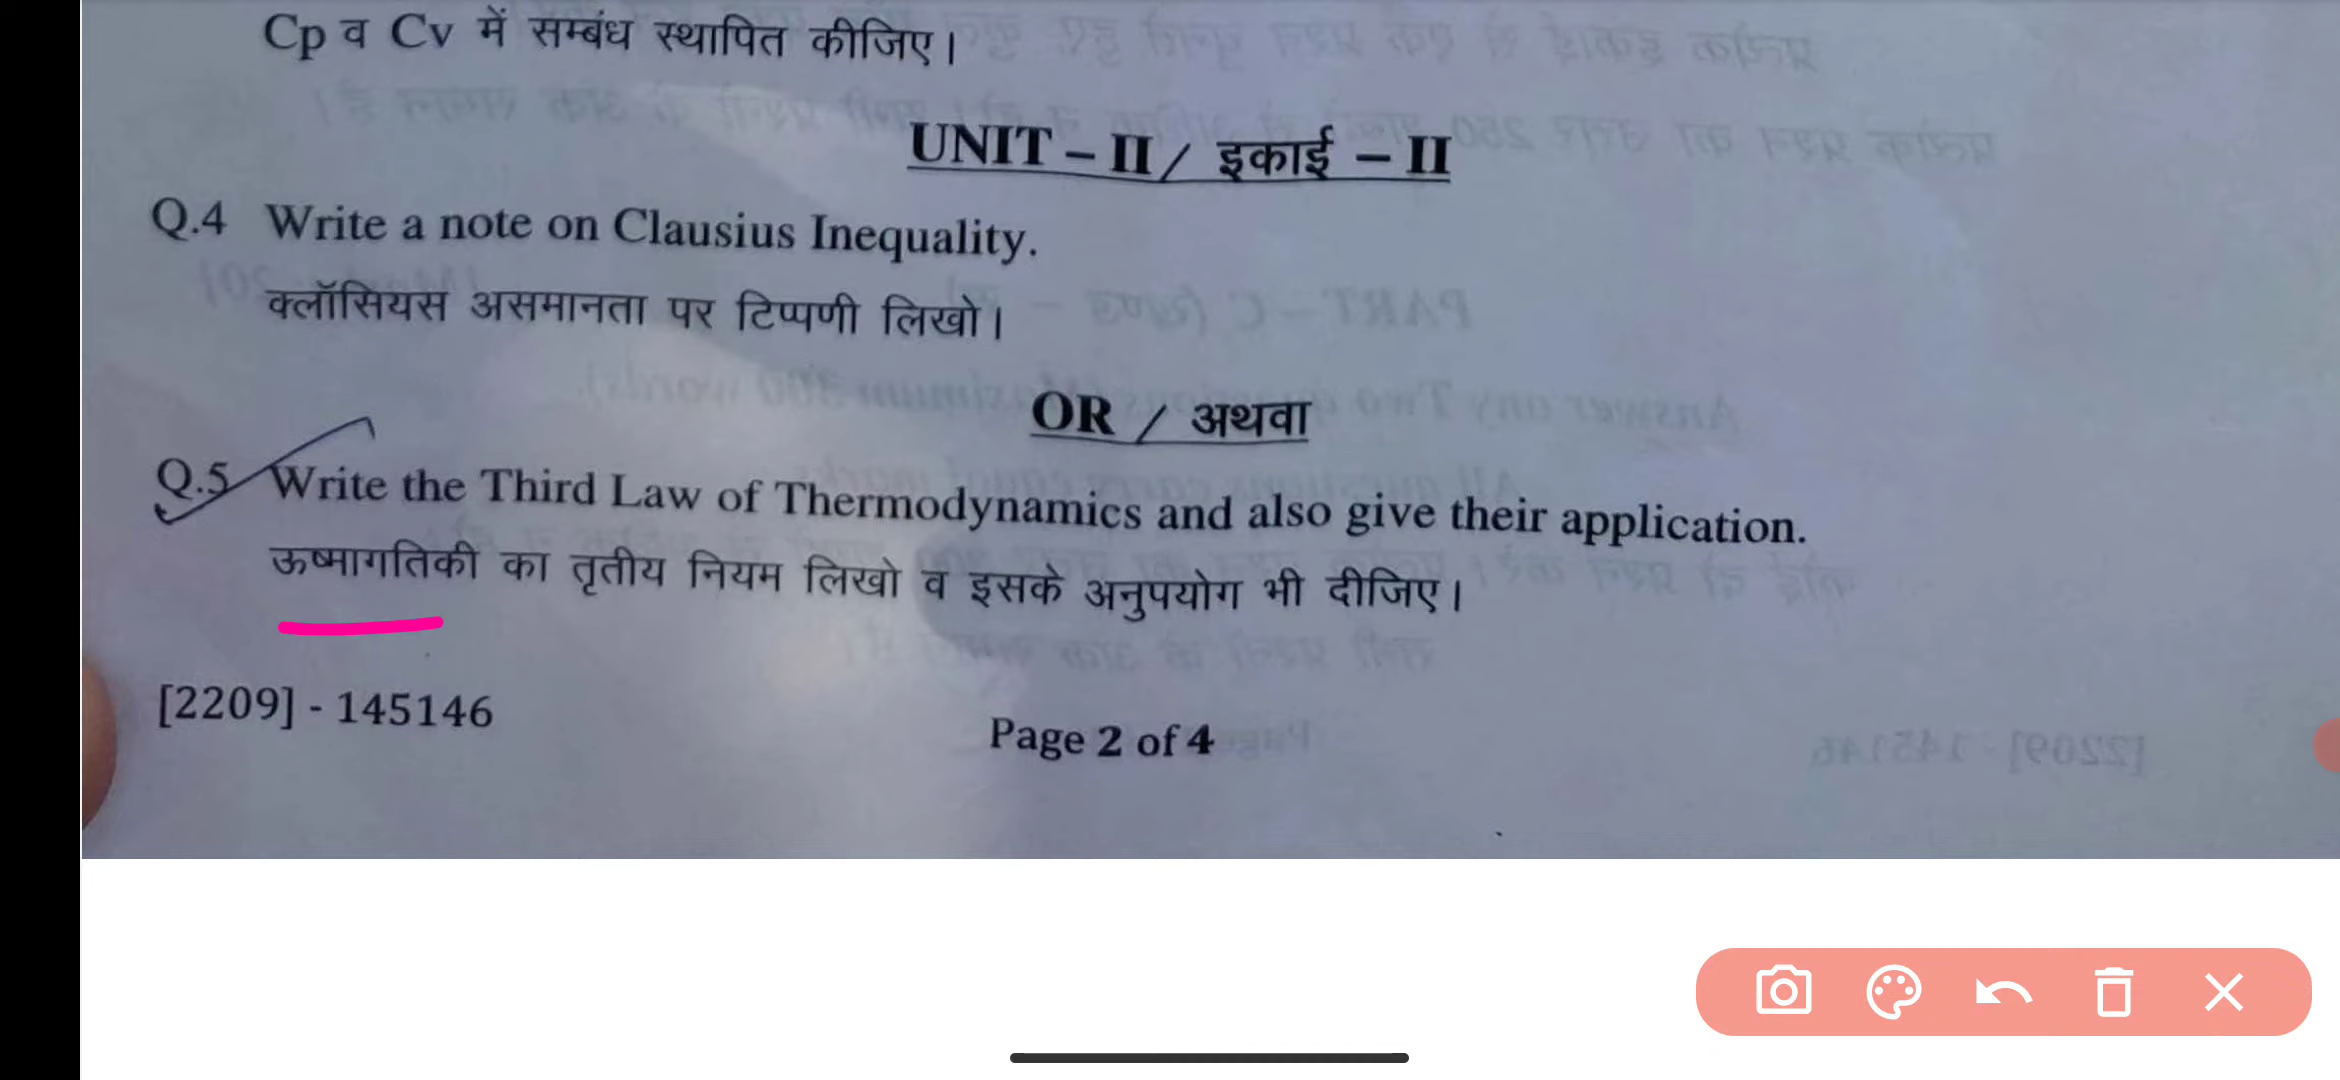 Cp व Cv में सम्बंध स्थापित कीजिए।
UNIT – II / इकाई – II
Q.4 Write a note on Clausius Inequality.
क्लॉसियस असमानता पर टिप्पणी लिखो।
OR / अथवा
Q.5 Write the Third Law of Thermodynamics and also give their application.
ऊष्मागतिकी का तृतीय नियम लिखो व इसके अनुपयोग भी दीजिए।
[2209] - 145146
Page 2 of 4